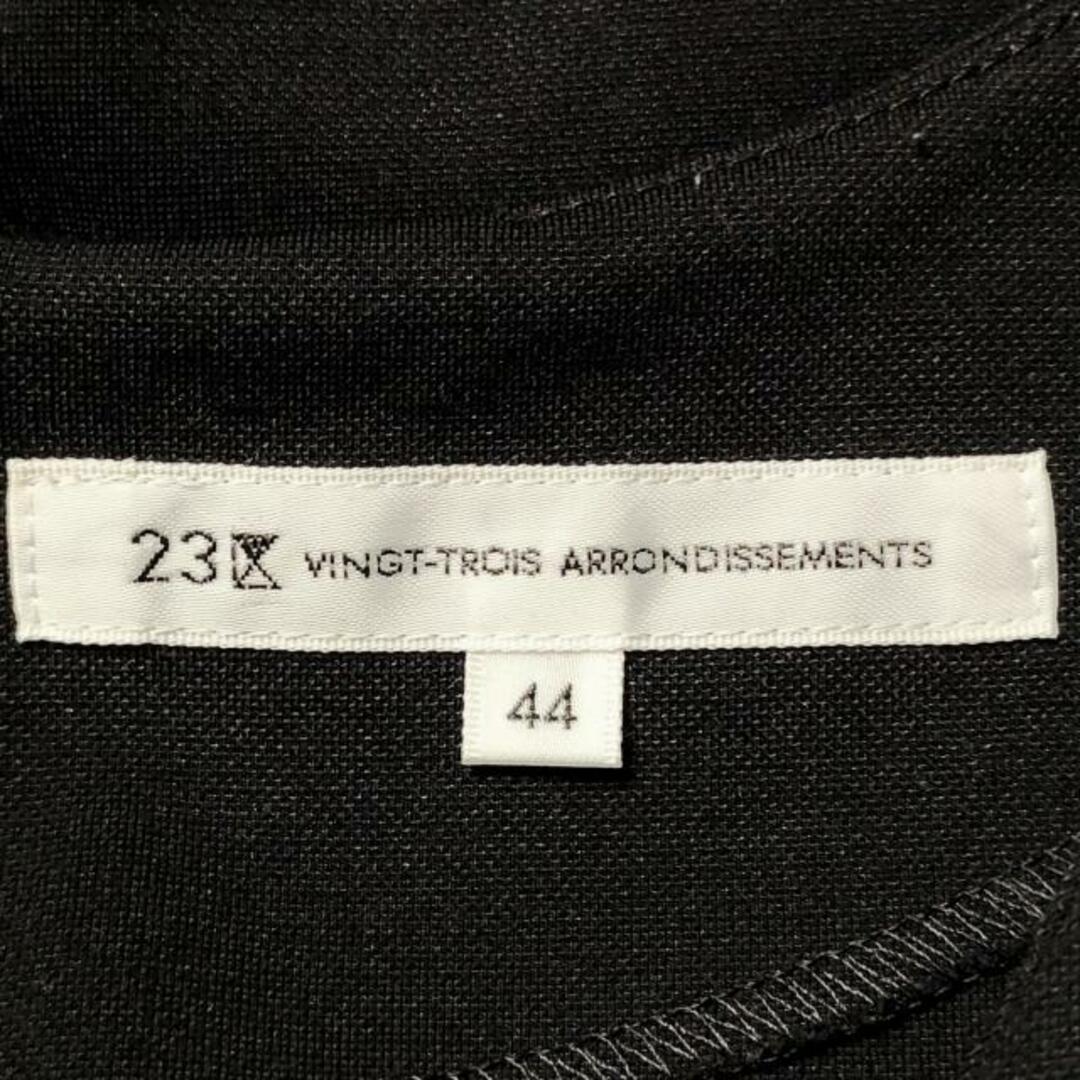 23区 VINGT-TROIS ARRONDISSEMENTS
44